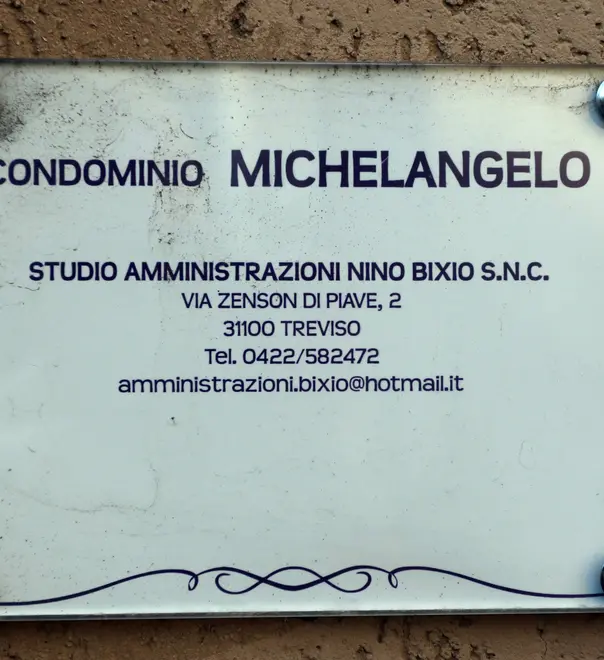 CONDOMINIO MICHELANGELO
STUDIO AMMINISTRAZIONI NINO BIXIO S.N.C.
VIA ZENSON DI PIAVE, 2
31100 TREVISO
Tel. 0422/582472
amministrazioni.bixio@hotmail.it